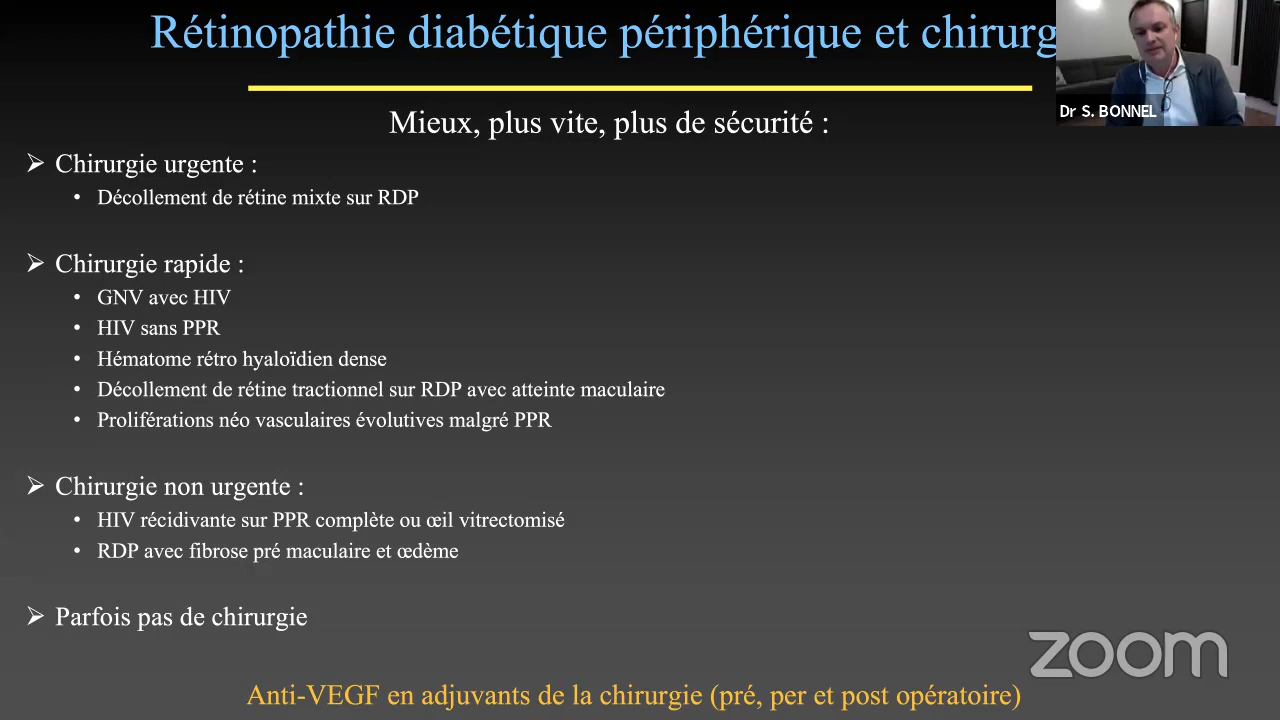 Rétinopathie diabétique périphérique et chirurg
Dr S. BONNEL
Mieux, plus vite, plus de sécurité :
➢ Chirurgie urgente :
• Décollement de rétine mixte sur RDP
➢ Chirurgie rapide :
• GNV avec HIV
• HIV sans PPR
• Hématome rétro hyaloïdien dense
• Décollement de rétine tractionnel sur RDP avec atteinte maculaire
• Proliférations néo vasculaires évolutives malgré PPR
➢ Chirurgie non urgente :
• HIV récidivante sur PPR complète ou œil vitrectomisé
• RDP avec fibrose pré maculaire et œdème
➢ Parfois pas de chirurgie
zoom
Anti-VEGF en adjuvants de la chirurgie (pré, per et post opératoire)